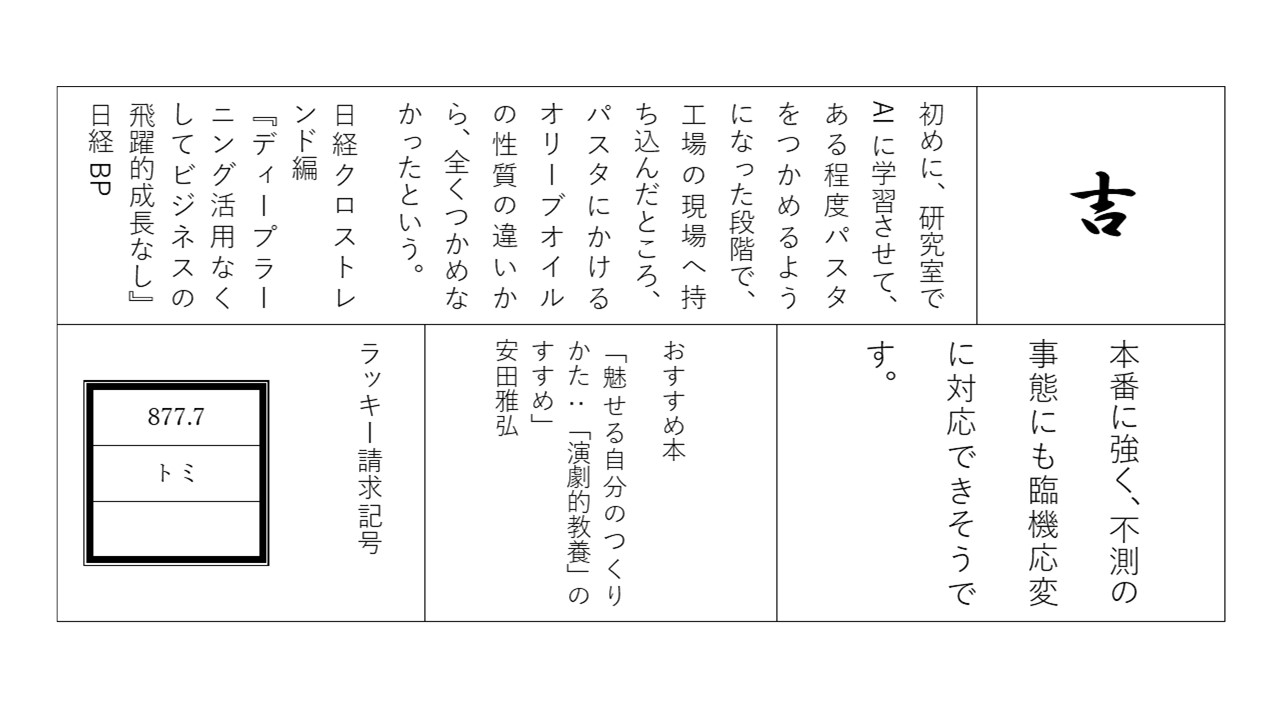 吉
初めに、研究室で
AIに学習させて、
ある程度パスタ
をつかめるよう
になった段階で、
工場の現場へ持
ち込んだところ、
パスタにかける
オリーブオイル
の性質の違いか
ら、全くつかめな
かったという。
日経クロストレ
ンド編
『ディープラー
ニング活用なく
してビジネスの
飛躍的成長なし』
日経BP
本番に強く、不測の
事態にも臨機応変
に対応できそうで
す。
おすすめ本
「魅せる自分のつくり
かた：「演劇的教養」の
すすめ」
安田雅弘
ラッキー請求記号
877.7
トミ